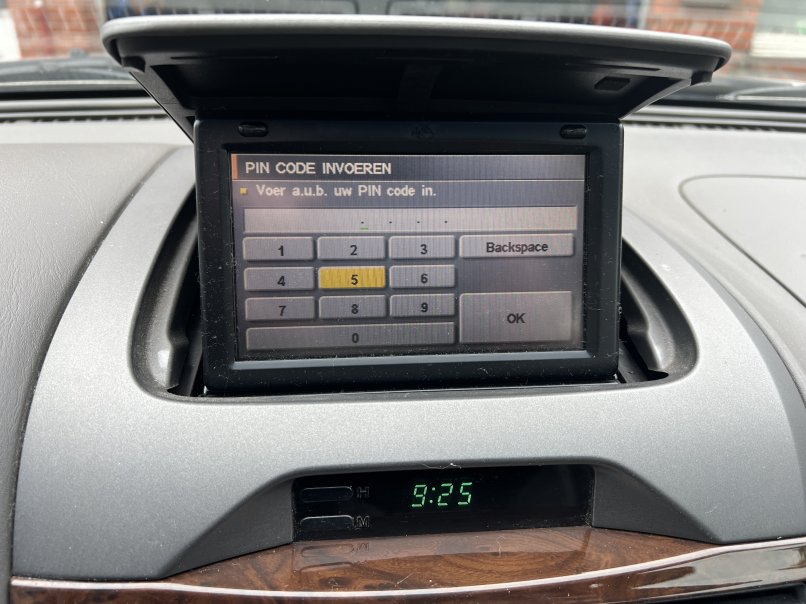 PIN CODE INVOEREN
Voer a.u.b. uw PIN code in.
- - - -
1 2 3 Backspace
4 5 6
7 8 9 OK
0
H 9:25
M